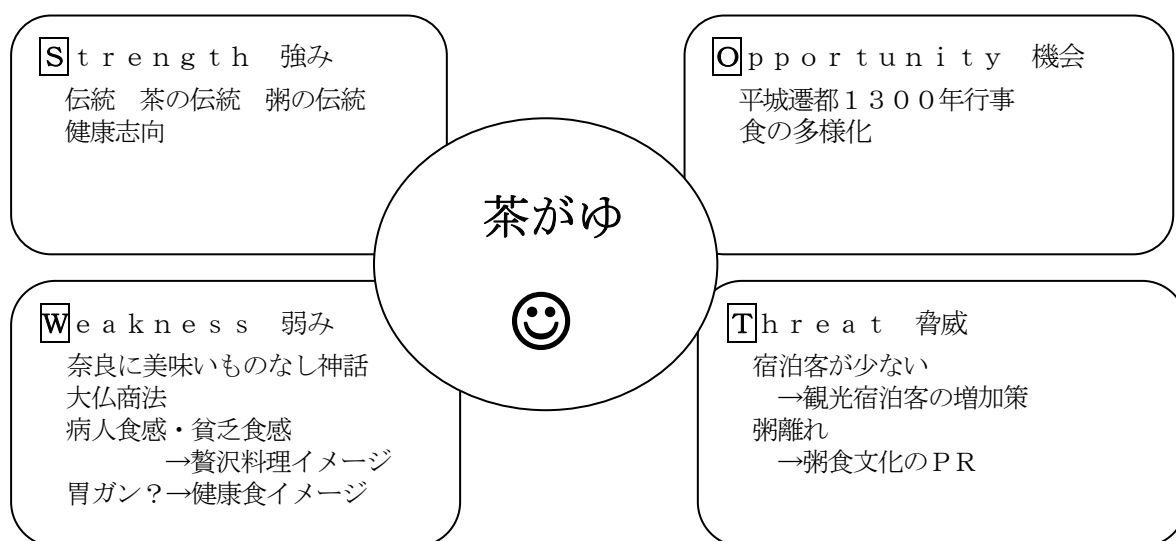 Strength 強み
伝統 茶の伝統 粥の伝統
健康志向
Opportunity 機会
平城遷都1300年行事
食の多様化
茶がゆ
Weakness 弱み
奈良に美味いものなし神話
大仏商法
病人食感・貧乏食感
→贅沢料理イメージ
胃ガン?→健康食イメージ
Threat 脅威
宿泊客が少ない
→観光宿泊客の増加策
粥離れ
→粥食文化のPR